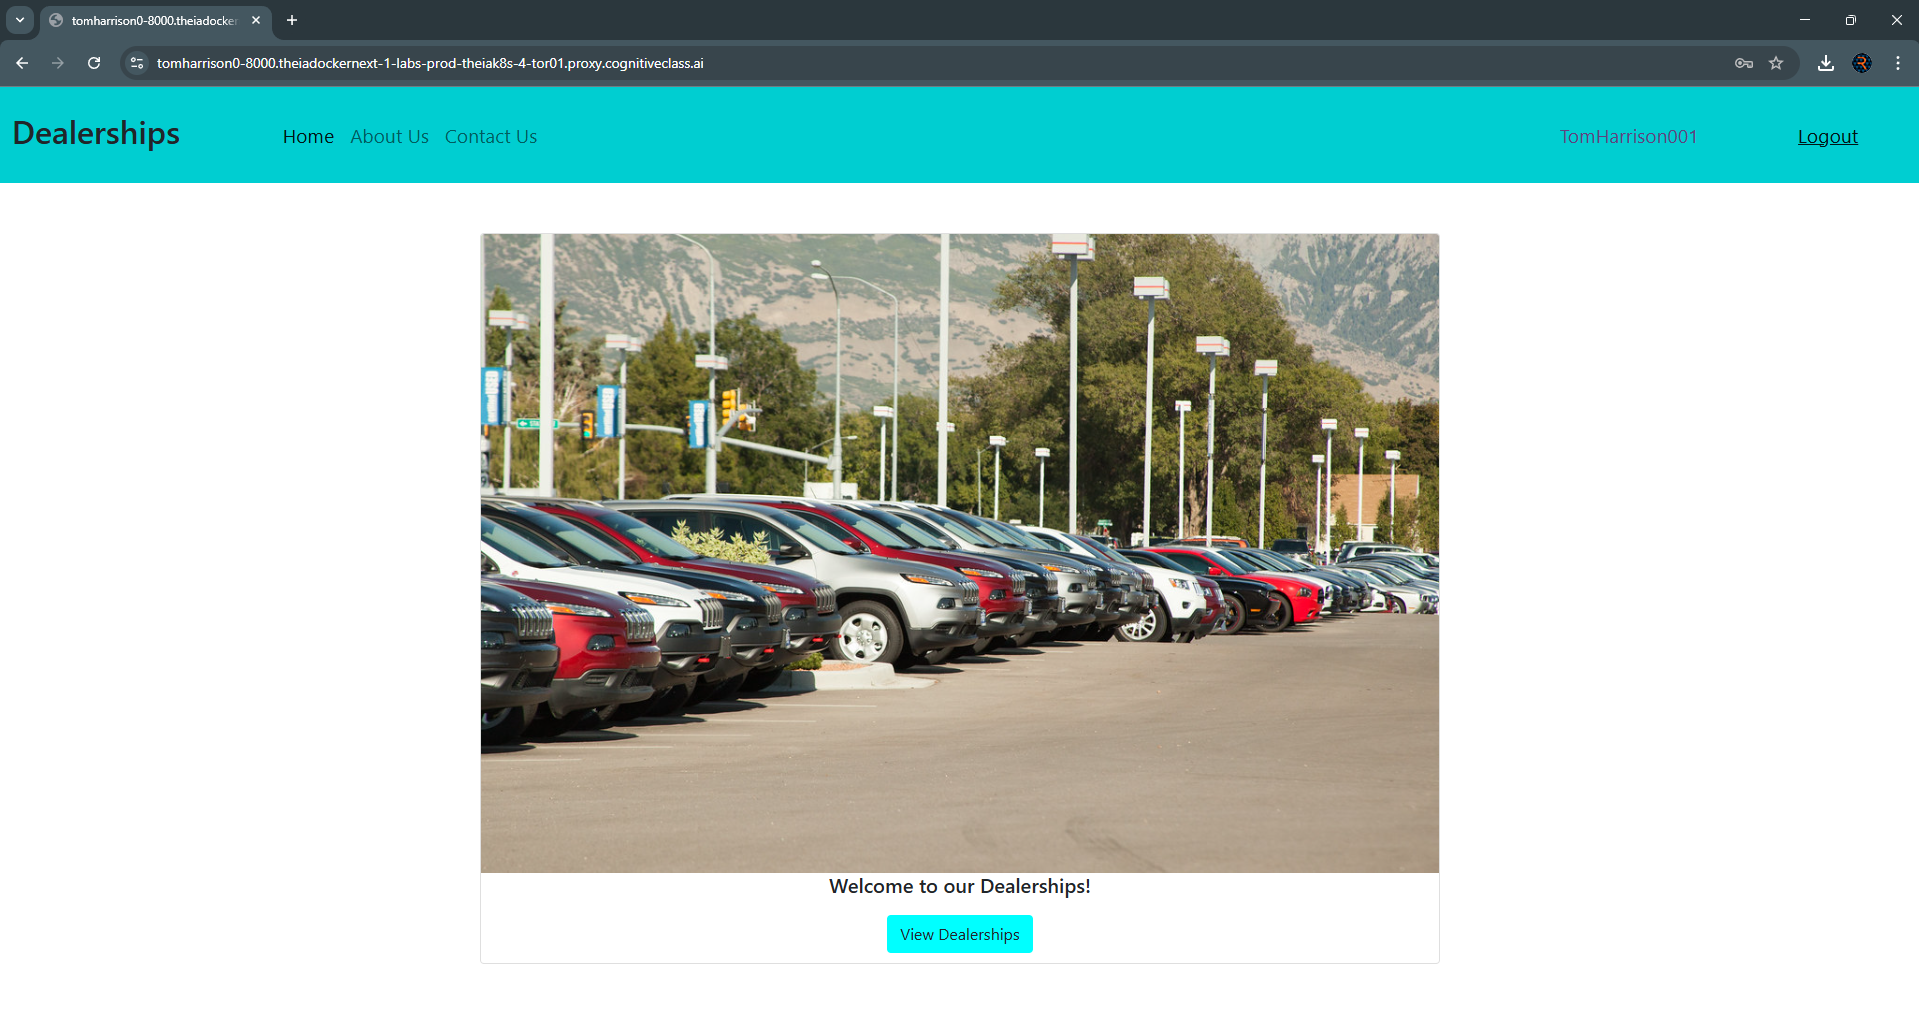 tomharrison0-8000.theiadocker
tomharrison0-8000.theiadockernext-1-labs-prod-theiak8s-4-tor01.proxy.cognitiveclass.ai
Dealerships Home About Us Contact Us TomHarrison001 Logout
Welcome to our Dealerships!
View Dealerships